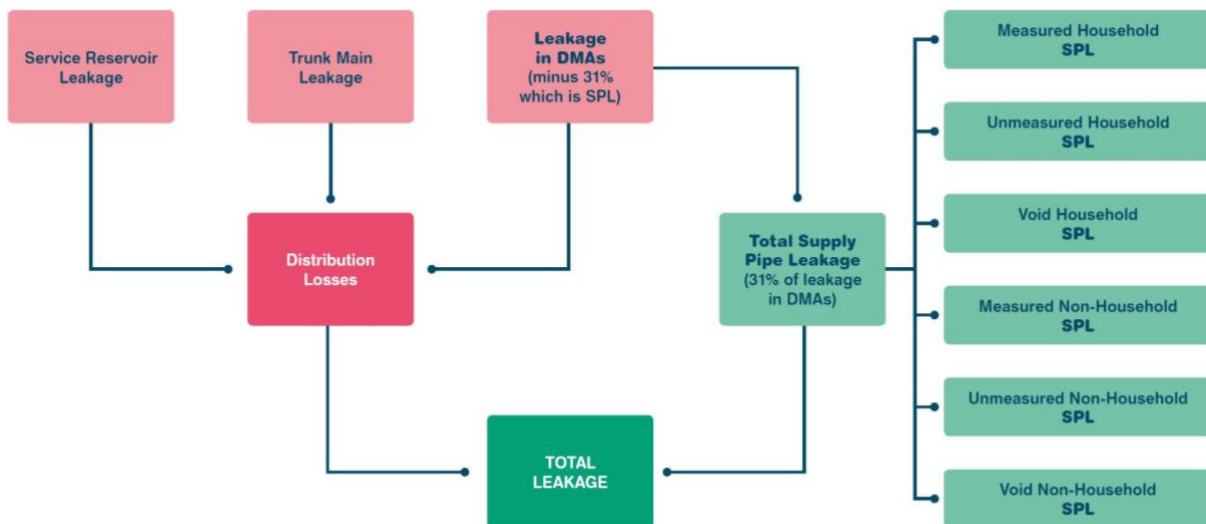 Service Reservoir
Leakage
Trunk Main
Leakage
Leakage
in DMAs
(minus 31%
which is SPL)
Measured Household
SPL
Unmeasured Household
SPL
Void Household
SPL
Distribution
Losses
Total Supply
Pipe Leakage
(31% of leakage
in DMAs)
Measured Non-Household
SPL
Unmeasured Non-Household
SPL
TOTAL
LEAKAGE
Void Non-Household
SPL